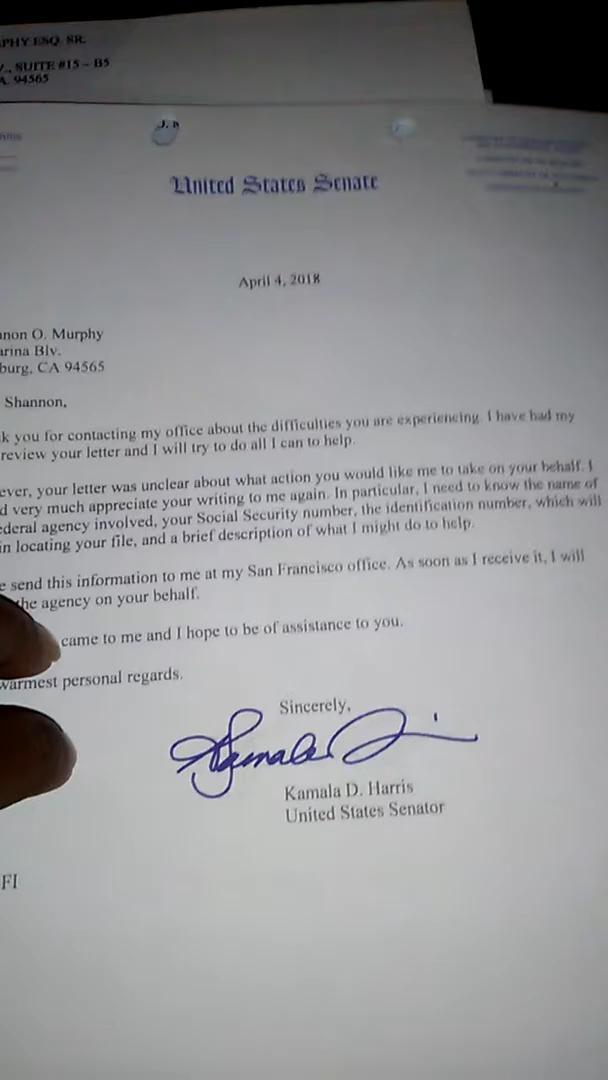 PHY ESQ. SR.
., SUITE #15 – B5
A. 94565
United States Senate
April 4, 2018
non O. Murphy
arina Blv.
burg, CA 94565
Shannon,
k you for contacting my office about the difficulties you are experiencing. I have had my
review your letter and I will try to do all I can to help.
ever, your letter was unclear about what action you would like me to take on your behalf. I
d very much appreciate your writing to me again. In particular, I need to know the name of
ederal agency involved, your Social Security number, the identification number, which will
in locating your file, and a brief description of what I might do to help.
e send this information to me at my San Francisco office. As soon as I receive it, I will
the agency on your behalf.
came to me and I hope to be of assistance to you.
warmest personal regards.
Sincerely,
Kamala D. Harris
United States Senator
FI